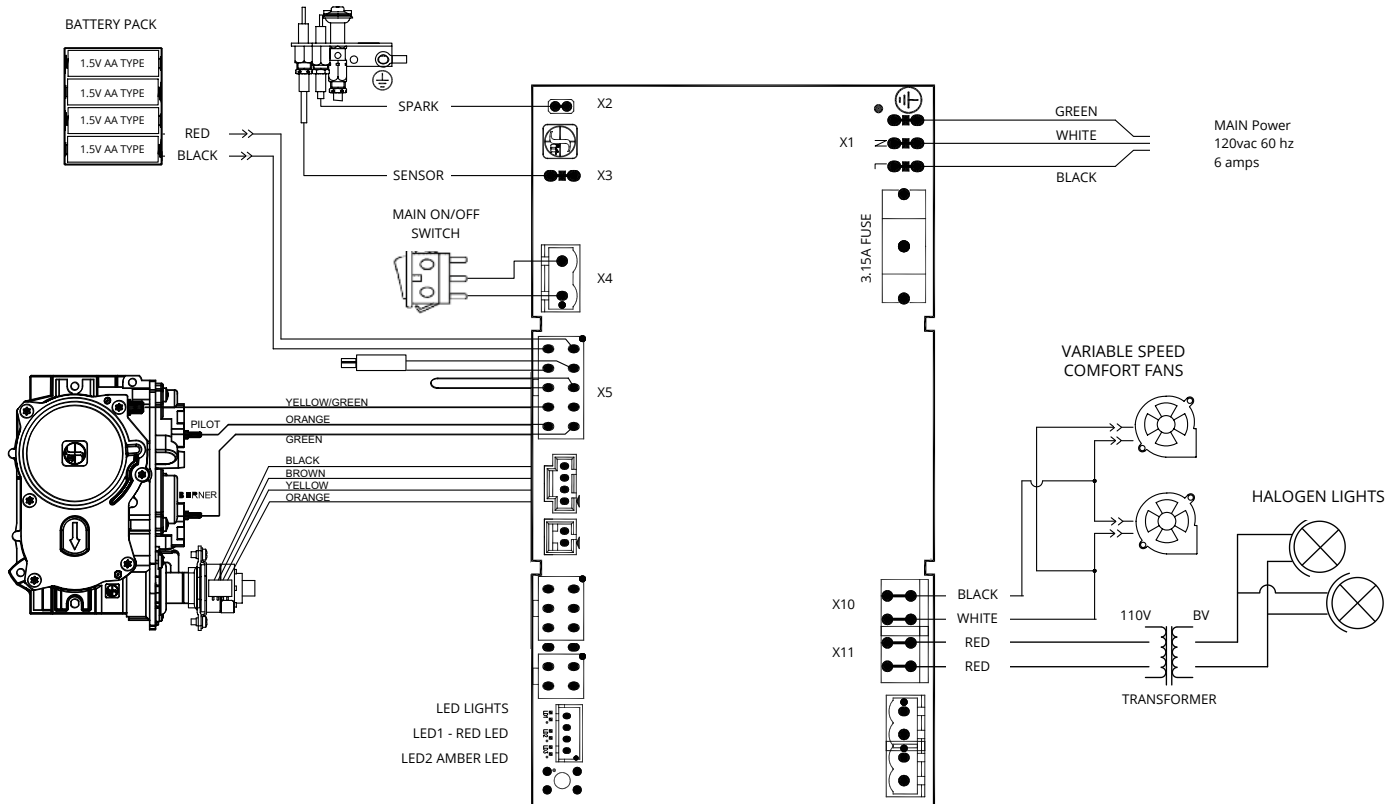 BATTERY PACK
1.5V AA TYPE
1.5V AA TYPE
1.5V AA TYPE
1.5V AA TYPE
RED
BLACK
SPARK
X2
SENSOR
X3
MAIN ON/OFF
SWITCH
X4
X5
YELLOW/GREEN
PILOT
ORANGE
GREEN
BLACK
BROWN
YELLOW
ORANGE
BURNER
LED LIGHTS
LED1 - RED LED
LED2 AMBER LED
X1
N
L
GREEN
WHITE
BLACK
MAIN Power
120vac 60 hz
6 amps
3.15A FUSE
VARIABLE SPEED
COMFORT FANS
HALOGEN LIGHTS
X10
BLACK
WHITE
X11
RED
RED
110V
BV
TRANSFORMER